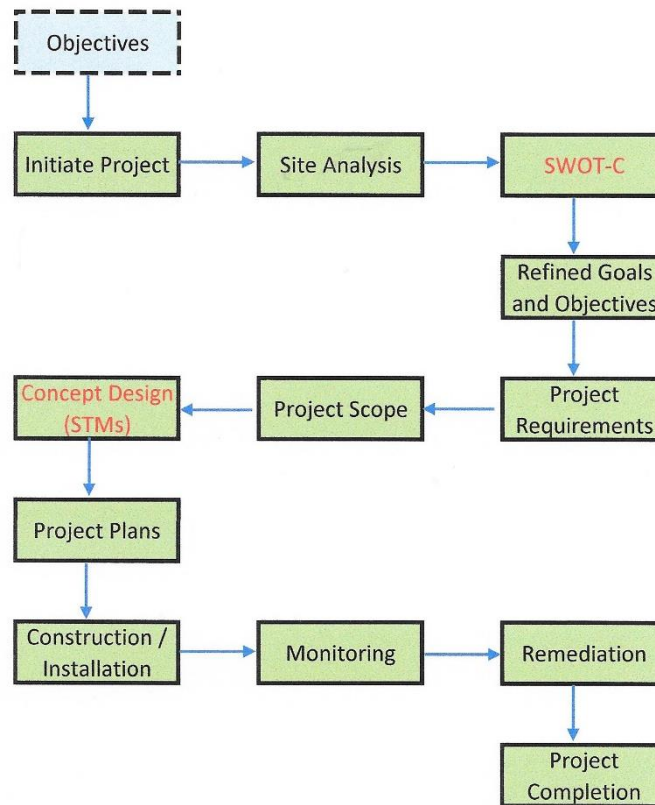 Objectives
Initiate Project
Site Analysis
SWOT-C
Refined Goals
and Objectives
Project
Requirements
Project Scope
Concept Design
(STMs)
Project Plans
Construction /
Installation
Monitoring
Remediation
Project
Completion